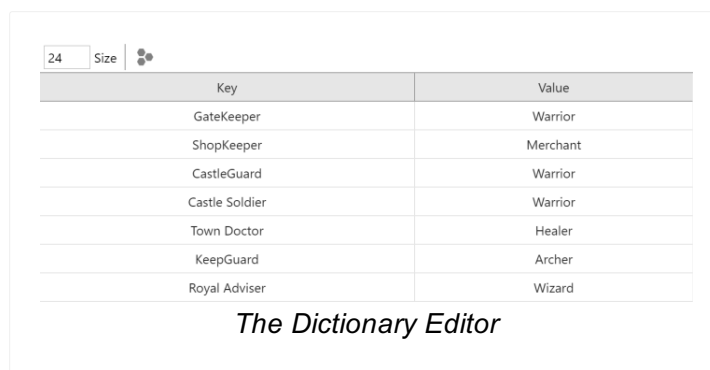 24 Size
Key Value
GateKeeper Warrior
ShopKeeper Merchant
CastleGuard Warrior
Castle Soldier Warrior
Town Doctor Healer
KeepGuard Archer
Royal Adviser Wizard
The Dictionary Editor